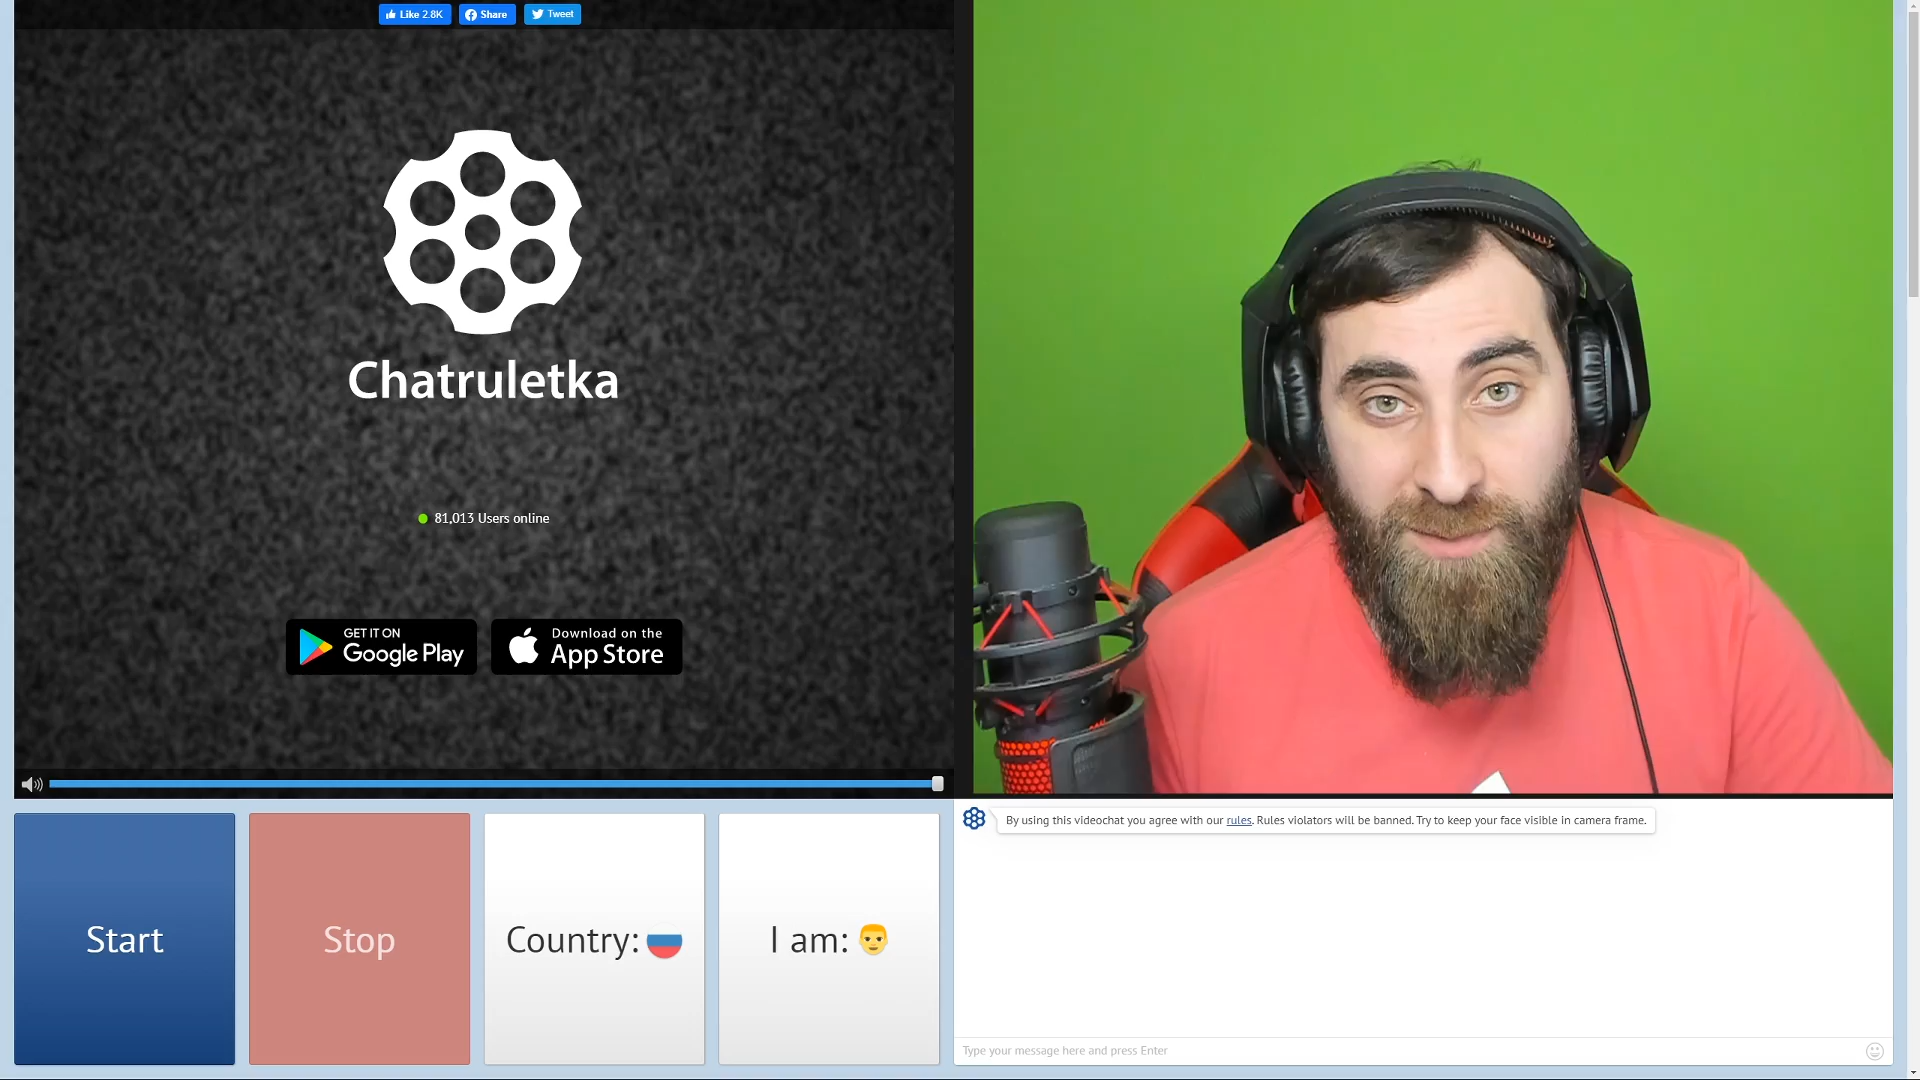 Like 2.8K
Share
Tweet
Chatruletka
81,013 Users online
GET IT ON
Google Play
Download on the
App Store
Start
Stop
Country:
I am:
By using this videochat you agree with our rules. Rules violators will be banned. Try to keep your face visible in camera frame.
Type your message here and press Enter